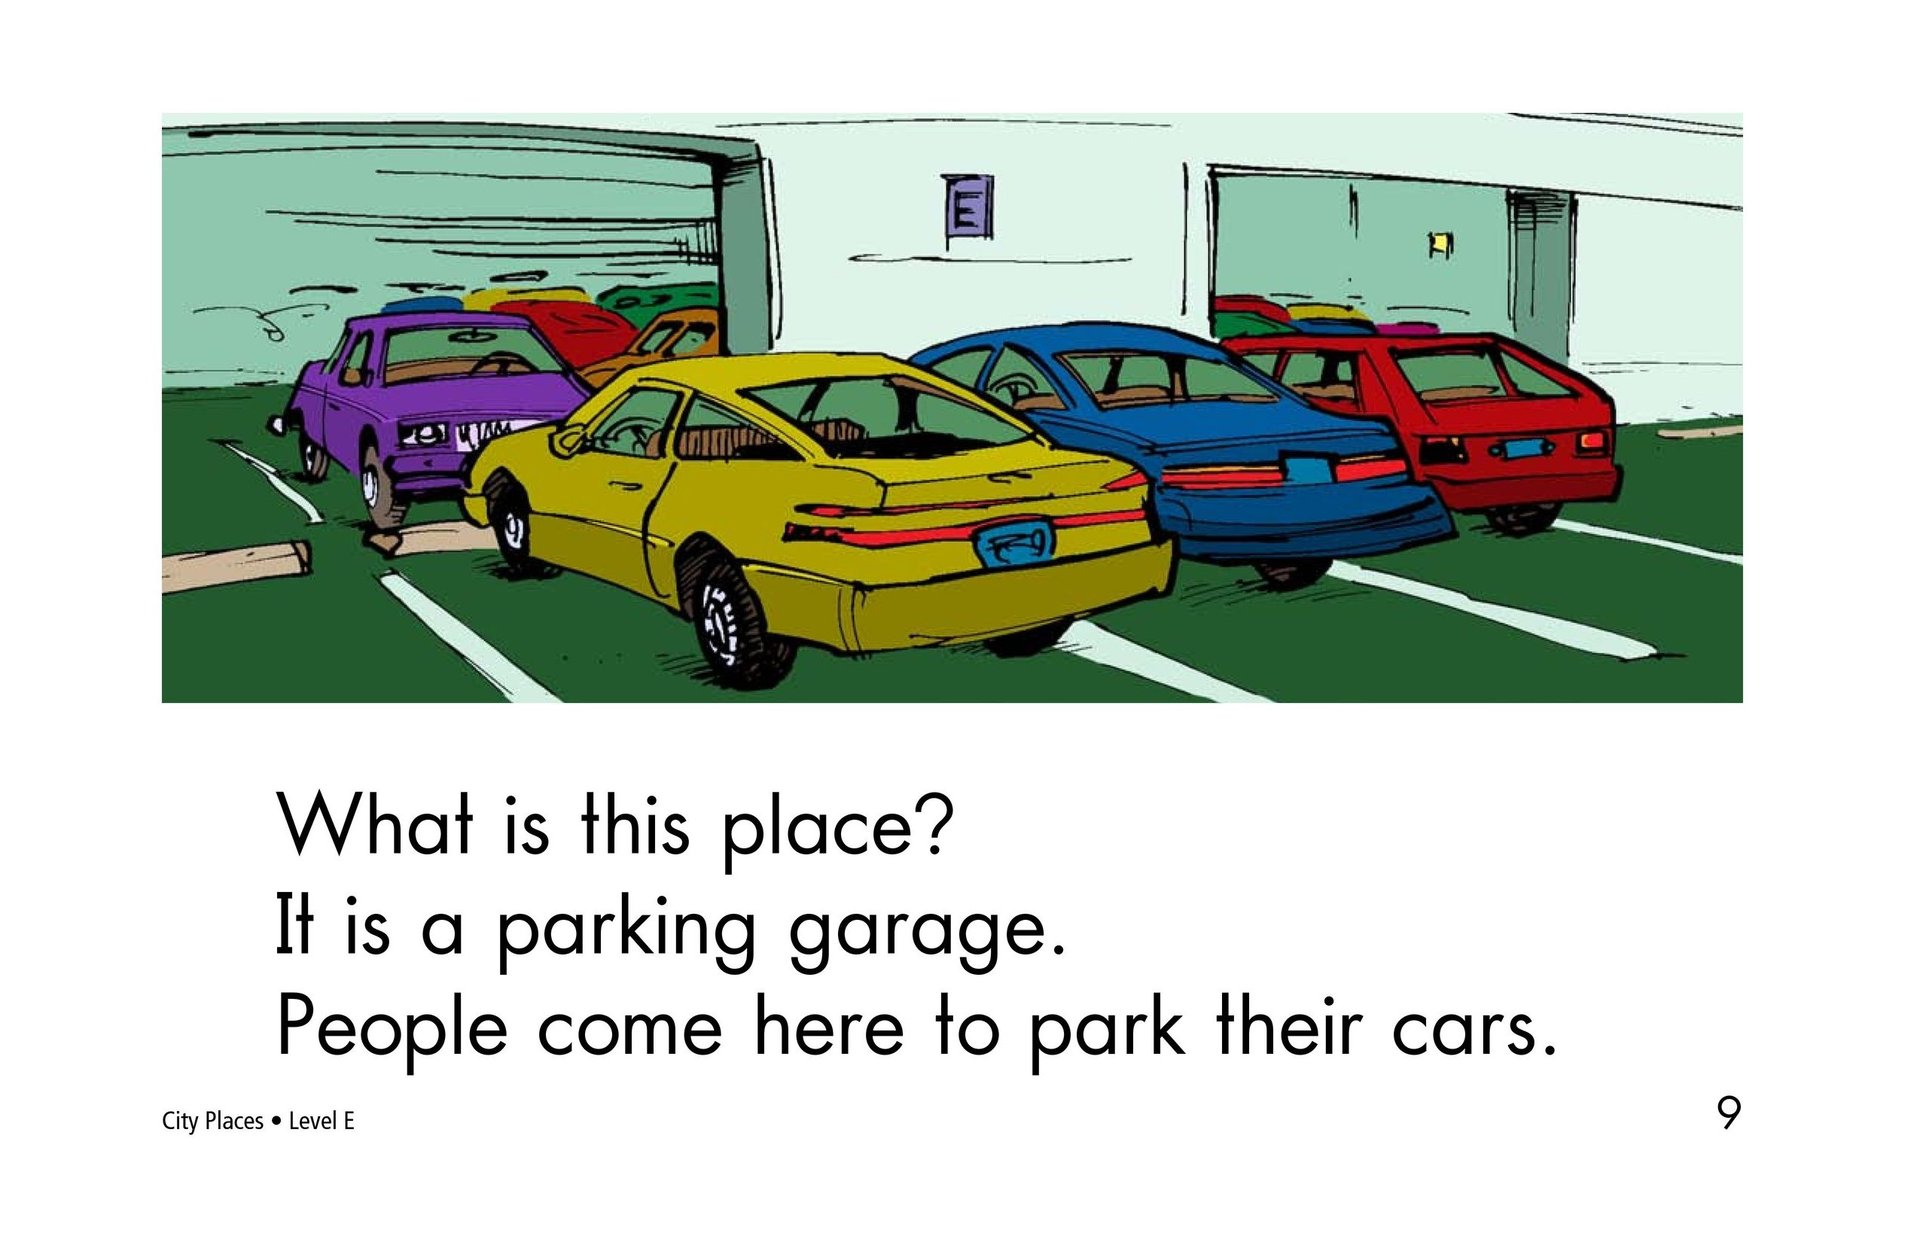 E
What is this place?
It is a parking garage.
People come here to park their cars.
City Places • Level E
9